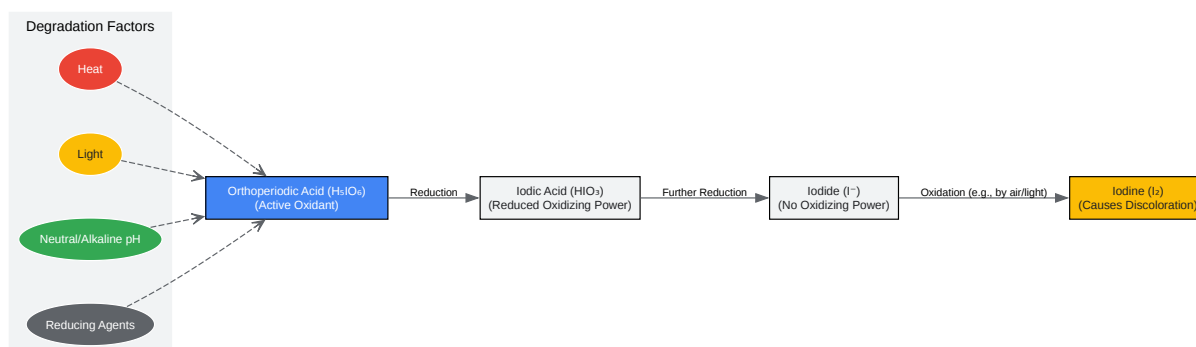 Degradation Factors
Heat
Light
Neutral/Alkaline pH
Reducing Agents
Orthoperiodic Acid (H₅IO₆)
(Active Oxidant)
Reduction
Iodic Acid (HIO₃)
(Reduced Oxidizing Power)
Further Reduction
Iodide (I⁻)
(No Oxidizing Power)
Oxidation (e.g., by air/light)
Iodine (I₂)
(Causes Discoloration)